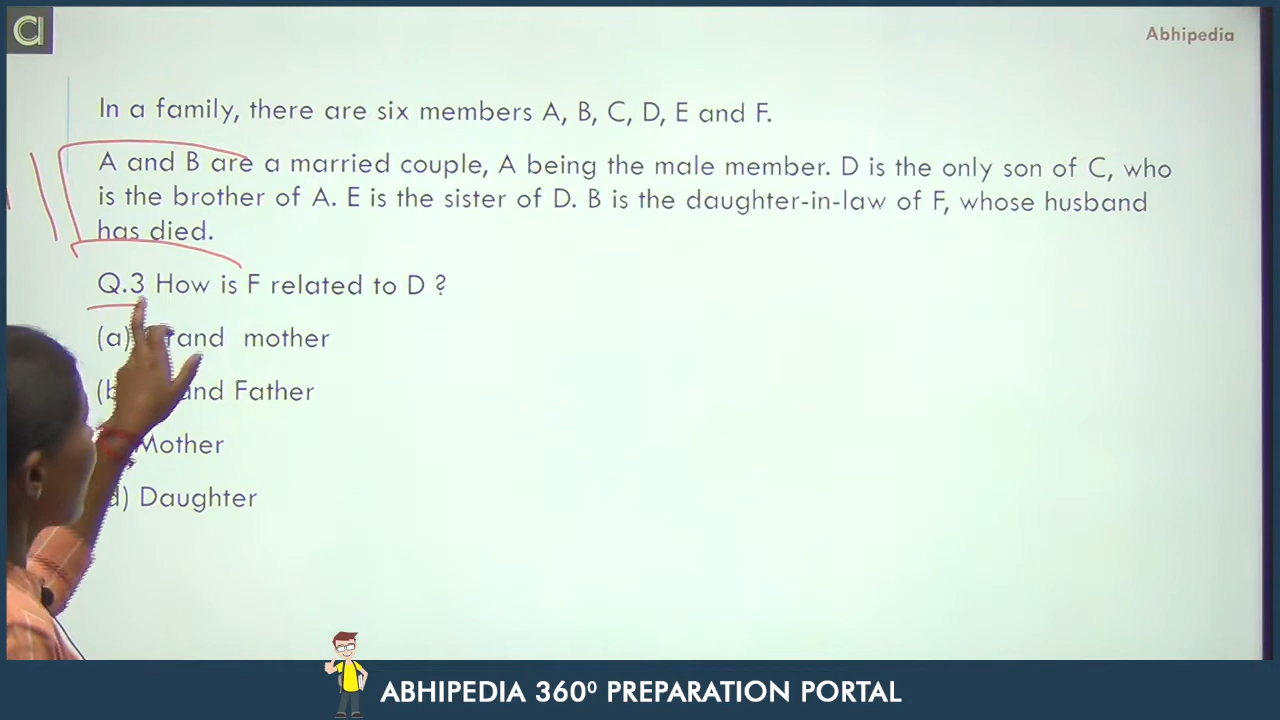 Abhipedia
In a family, there are six members A, B, C, D, E and F.
A and B are a married couple, A being the male member. D is the only son of C, who
is the brother of A. E is the sister of D. B is the daughter-in-law of F, whose husband
has died.
Q.3 How is F related to D ?
(a) mother
Father
Mother
(d) Daughter
ABHIPEDIA 360⁰ PREPARATION PORTAL